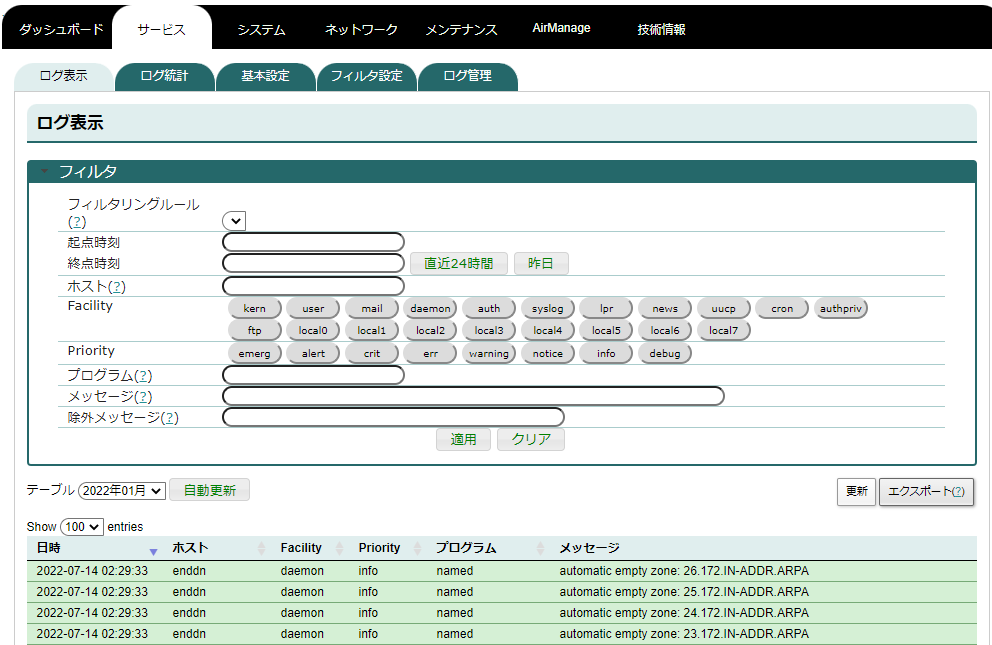 ダッシュボード サービス システム ネットワーク メンテナンス AirManage 技術情報
ログ表示 ログ統計 基本設定 フィルタ設定 ログ管理
ログ表示
フィルタ
フィルタリングルール
(?)
起点時刻
終点時刻 直近24時間 昨日
ホスト(?)
Facility kern user mail daemon auth syslog lpr news uucp cron authpriv
ftp local0 local1 local2 local3 local4 local5 local6 local7
Priority emerg alert crit err warning notice info debug
プログラム(?)
メッセージ(?)
除外メッセージ(?)
適用 クリア
テーブル 2022年01月 自動更新 更新 エクスポート(?)
Show 100 entries
日時 ホスト Facility Priority プログラム メッセージ
2022-07-14 02:29:33 enddn daemon info named automatic empty zone: 26.172.IN-ADDR.ARPA
2022-07-14 02:29:33 enddn daemon info named automatic empty zone: 25.172.IN-ADDR.ARPA
2022-07-14 02:29:33 enddn daemon info named automatic empty zone: 24.172.IN-ADDR.ARPA
2022-07-14 02:29:33 enddn daemon info named automatic empty zone: 23.172.IN-ADDR.ARPA